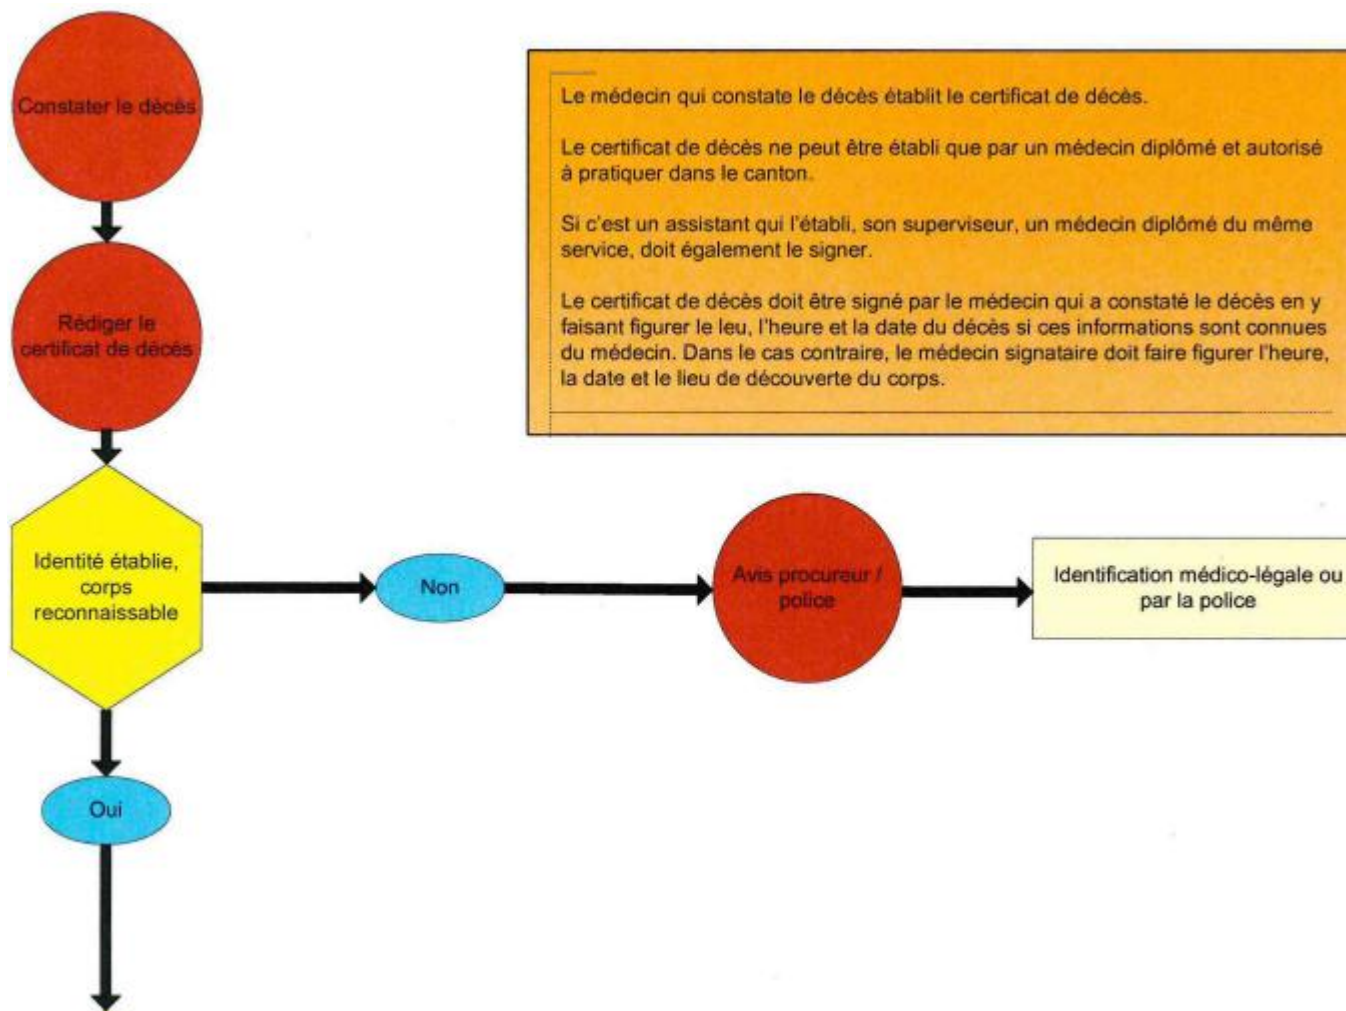 Constater le décès
Le médecin qui constate le décès établit le certificat de décès.
Le certificat de décès ne peut être établi que par un médecin diplômé et autorisé
à pratiquer dans le canton.
Si c'est un assistant qui l'établi, son superviseur, un médecin diplômé du même
service, doit également le signer.
Le certificat de décès doit être signé par le médecin qui a constaté le décès en y
faisant figurer le leu, l'heure et la date du décès si ces informations sont connues
du médecin. Dans le cas contraire, le médecin signataire doit faire figurer l'heure,
la date et le lieu de découverte du corps.
Rédiger le
certificat de décès
Identité établie,
corps
reconnaissable
Non
Avis procureur /
police
Identification médico-légale ou
par la police
Oui